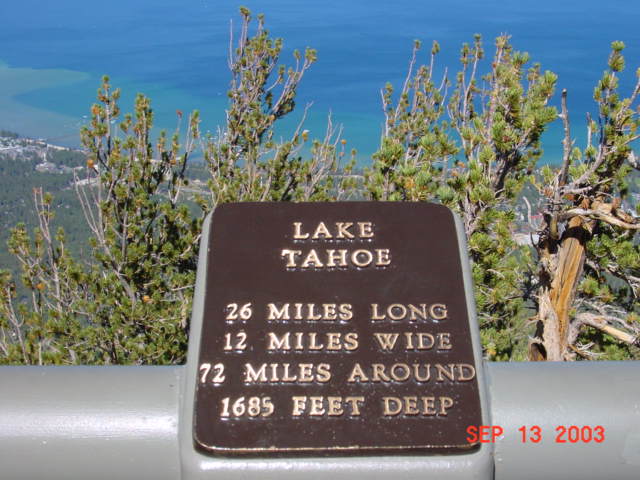 LAKE
TAHOE
26 MILES LONG
12 MILES WIDE
72 MILES AROUND
1685 FEET DEEP
SEP 13 2003